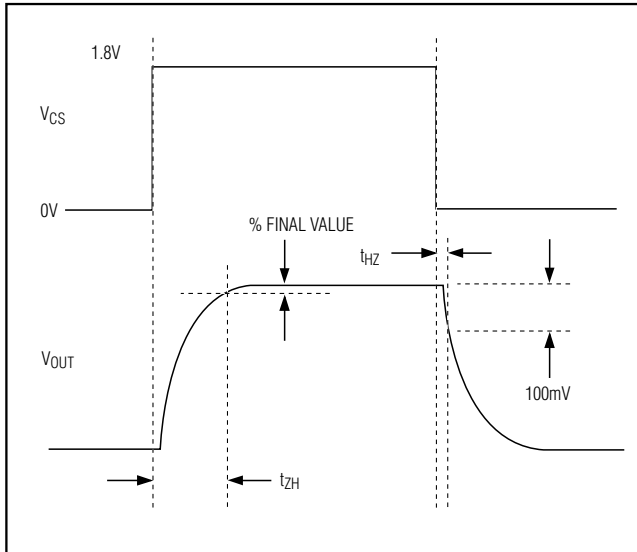 1.8V
VCS
0V
% FINAL VALUE
tHZ
VOUT
100mV
tZH